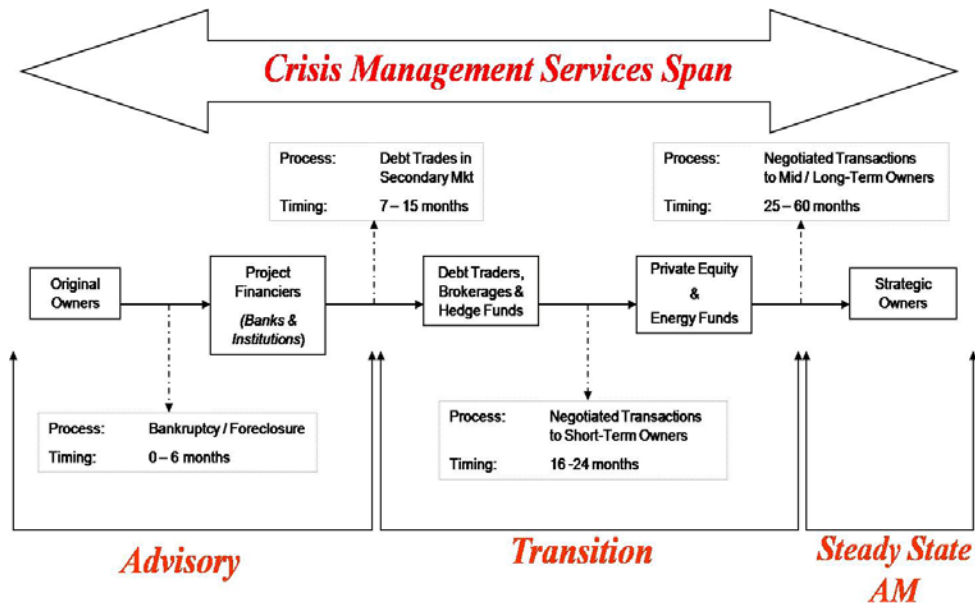 Crisis Management Services Span
Process: Debt Trades in
Secondary Mkt
Timing: 7 – 15 months
Process: Negotiated Transactions
to Mid / Long-Term Owners
Timing: 25 – 60 months
Original
Owners
Project
Financiers
(Banks &
Institutions)
Debt Traders,
Brokerages &
Hedge Funds
Private Equity
&
Energy Funds
Strategic
Owners
Process: Bankruptcy / Foreclosure
Timing: 0 – 6 months
Process: Negotiated Transactions
to Short-Term Owners
Timing: 16 -24 months
Advisory
Transition
Steady State
AM